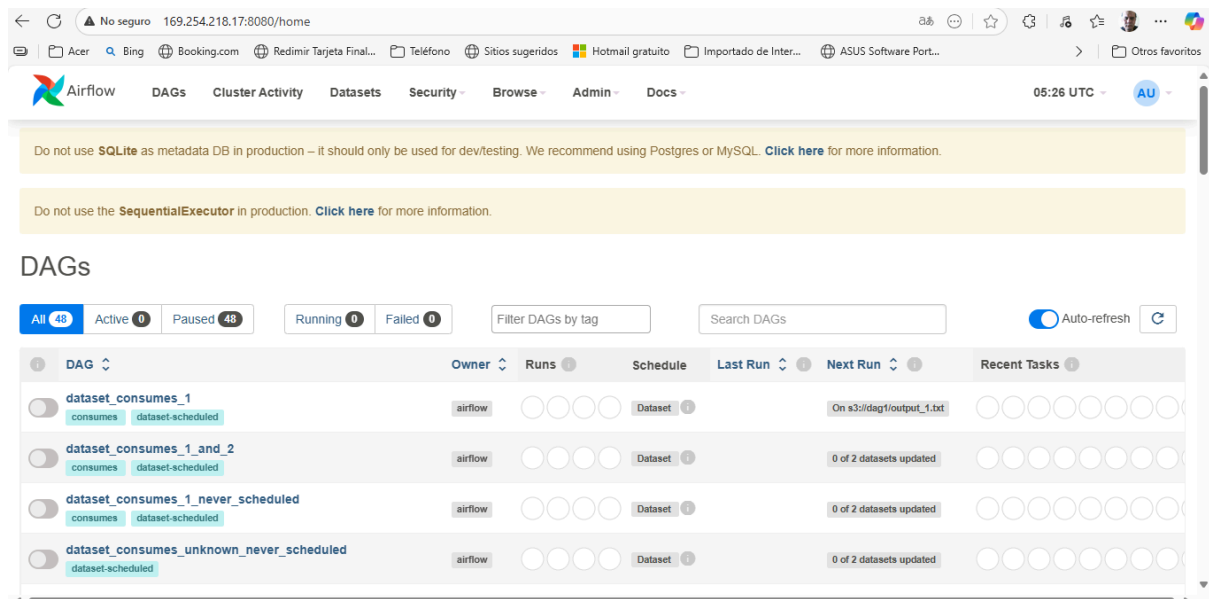 No seguro 169.254.218.17:8080/home
Acer Bing Booking.com Redimir Tarjeta Final... Teléfono Sitios sugeridos Hotmail gratuito Importado de Inter... ASUS Software Port... Otros favoritos
Airflow DAGs Cluster Activity Datasets Security Browse Admin Docs 05:26 UTC AU
Do not use SQLite as metadata DB in production – it should only be used for dev/testing. We recommend using Postgres or MySQL. Click here for more information.
Do not use the SequentialExecutor in production. Click here for more information.
DAGs
All 48 Active 0 Paused 48 Running 0 Failed 0 Filter DAGs by tag Search DAGs Auto-refresh
DAG Owner Runs Schedule Last Run Next Run Recent Tasks
dataset_consumes_1
consumes dataset-scheduled airflow Dataset On s3://dag1/output_1.txt
dataset_consumes_1_and_2
consumes dataset-scheduled airflow Dataset 0 of 2 datasets updated
dataset_consumes_1_never_scheduled
consumes dataset-scheduled airflow Dataset 0 of 2 datasets updated
dataset_consumes_unknown_never_scheduled
dataset-scheduled airflow Dataset 0 of 2 datasets updated